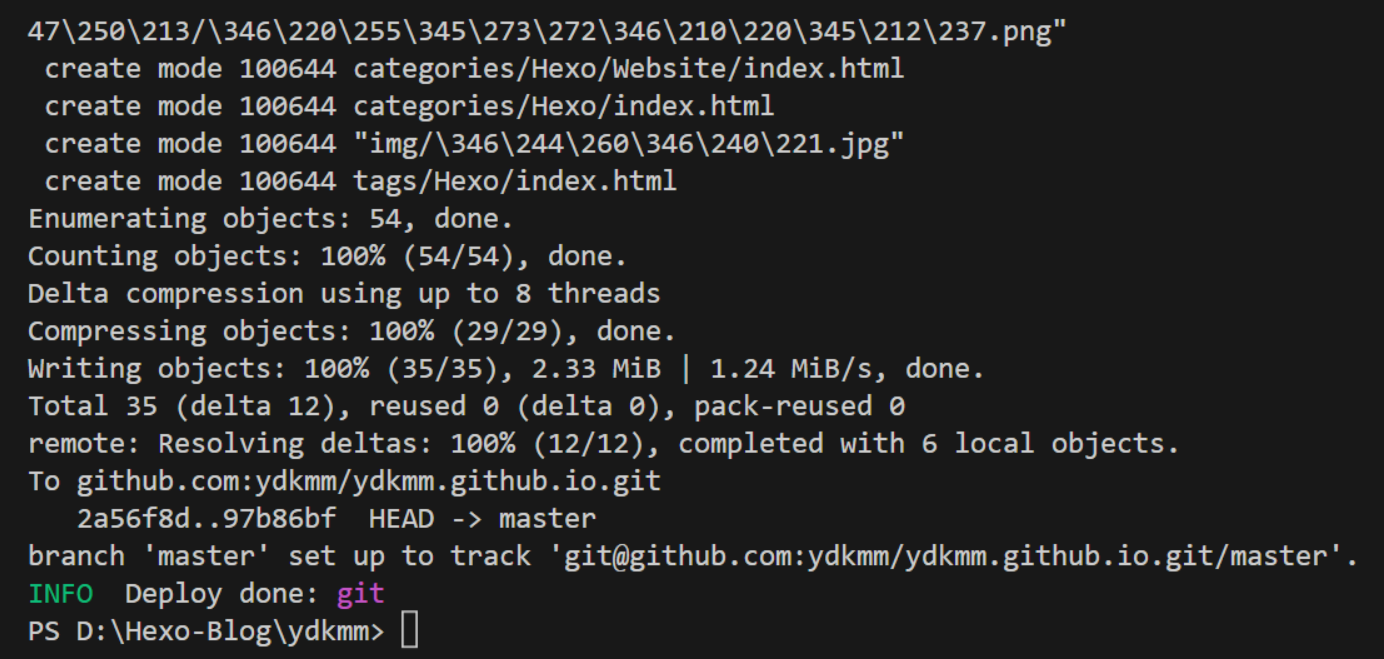 47\250\213/\346\220\255\345\273\272\346\210\220\345\212\237.png"
create mode 100644 categories/Hexo/Website/index.html
create mode 100644 categories/Hexo/index.html
create mode 100644 "img/\346\244\260\346\240\221.jpg"
create mode 100644 tags/Hexo/index.html
Enumerating objects: 54, done.
Counting objects: 100% (54/54), done.
Delta compression using up to 8 threads
Compressing objects: 100% (29/29), done.
Writing objects: 100% (35/35), 2.33 MiB | 1.24 MiB/s, done.
Total 35 (delta 12), reused 0 (delta 0), pack-reused 0
remote: Resolving deltas: 100% (12/12), completed with 6 local objects.
To github.com:ydkmm/ydkmm.github.io.git
2a56f8d..97b86bf  HEAD -> master
branch 'master' set up to track 'git@github.com:ydkmm/ydkmm.github.io.git/master'.
INFO  Deploy done: git
PS D:\Hexo-Blog\ydkmm>